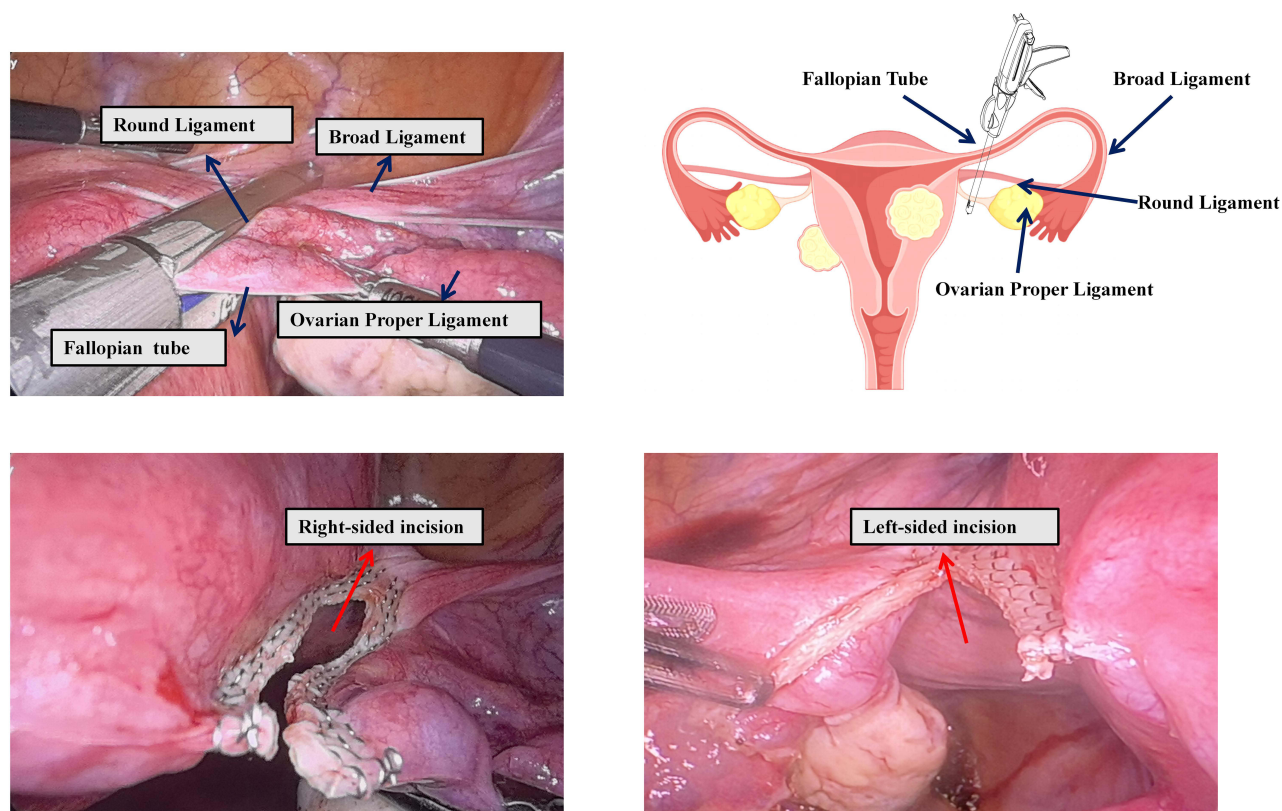 Fallopian Tube
Broad Ligament
Round Ligament
Broad Ligament
Round Ligament
Ovarian Proper Ligament
Ovarian Proper Ligament
Fallopian  tube
Right-sided incision
Left-sided incision